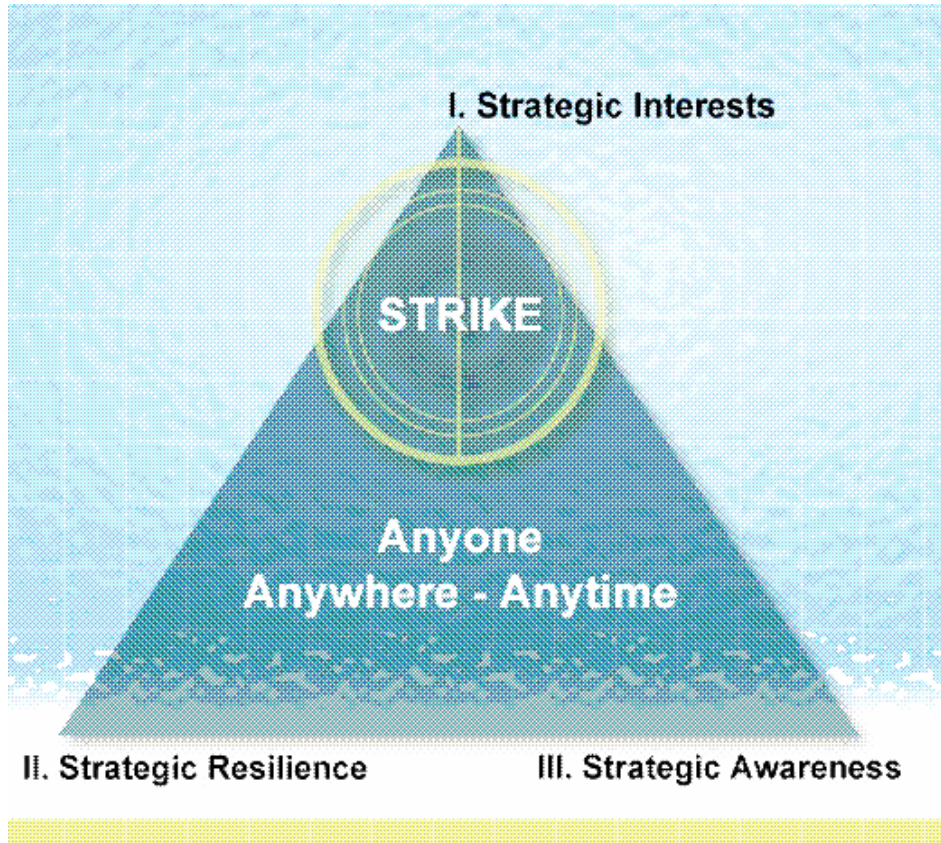 I. Strategic Interests
STRIKE
Anyone
Anywhere - Anytime
II. Strategic Resilience
III. Strategic Awareness